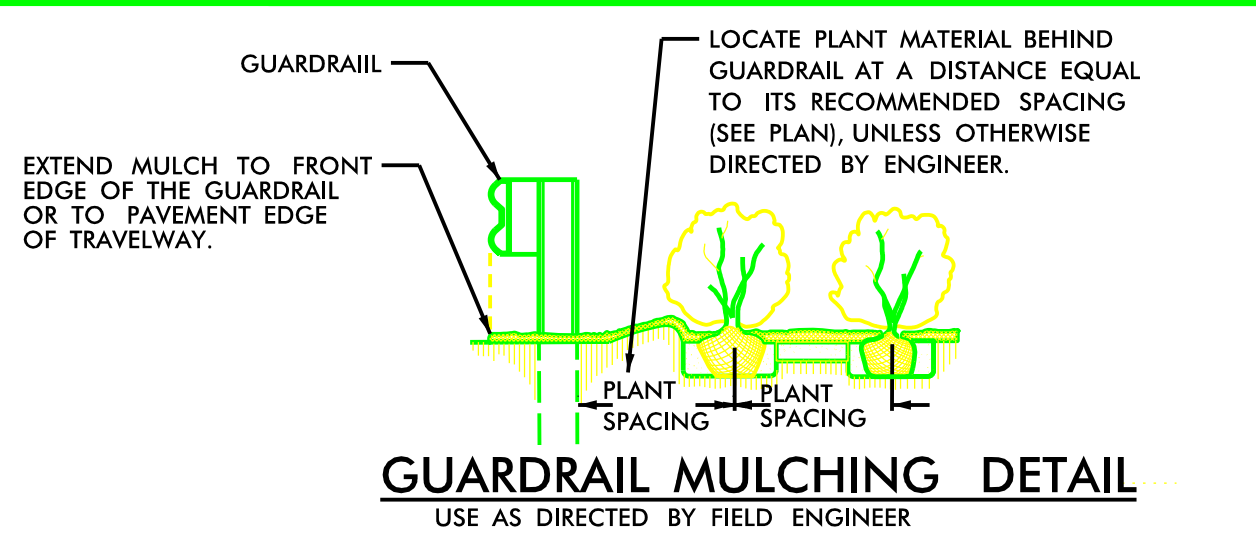 GUARDRAIIL
LOCATE PLANT MATERIAL BEHIND
GUARDRAIL AT A DISTANCE EQUAL
TO ITS RECOMMENDED SPACING
(SEE PLAN), UNLESS OTHERWISE
DIRECTED BY ENGINEER.
EXTEND MULCH TO FRONT
EDGE OF THE GUARDRAIL
OR TO PAVEMENT EDGE
OF TRAVELWAY.
PLANT
SPACING
PLANT
SPACING
GUARDRAIL MULCHING DETAIL
USE AS DIRECTED BY FIELD ENGINEER